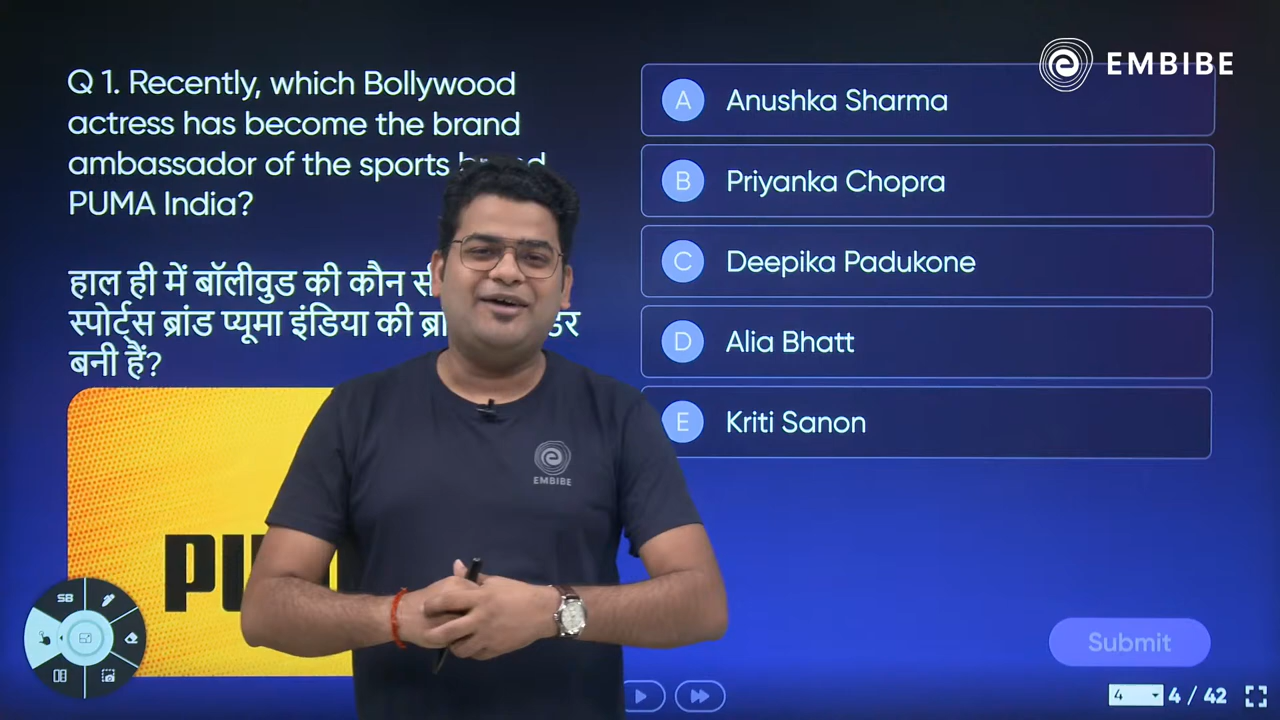 EMBIBE
Q 1. Recently, which Bollywood
actress has become the brand
ambassador of the sports
PUMA India?
हाल ही में बॉलीवुड की कौन
स्पोर्ट्स ब्रांड प्यूमा इंडिया की
बनी हैं?
A Anushka Sharma
B Priyanka Chopra
C Deepika Padukone
D Alia Bhatt
E Kriti Sanon
EMBIBE
SB
Submit
4 4 / 42